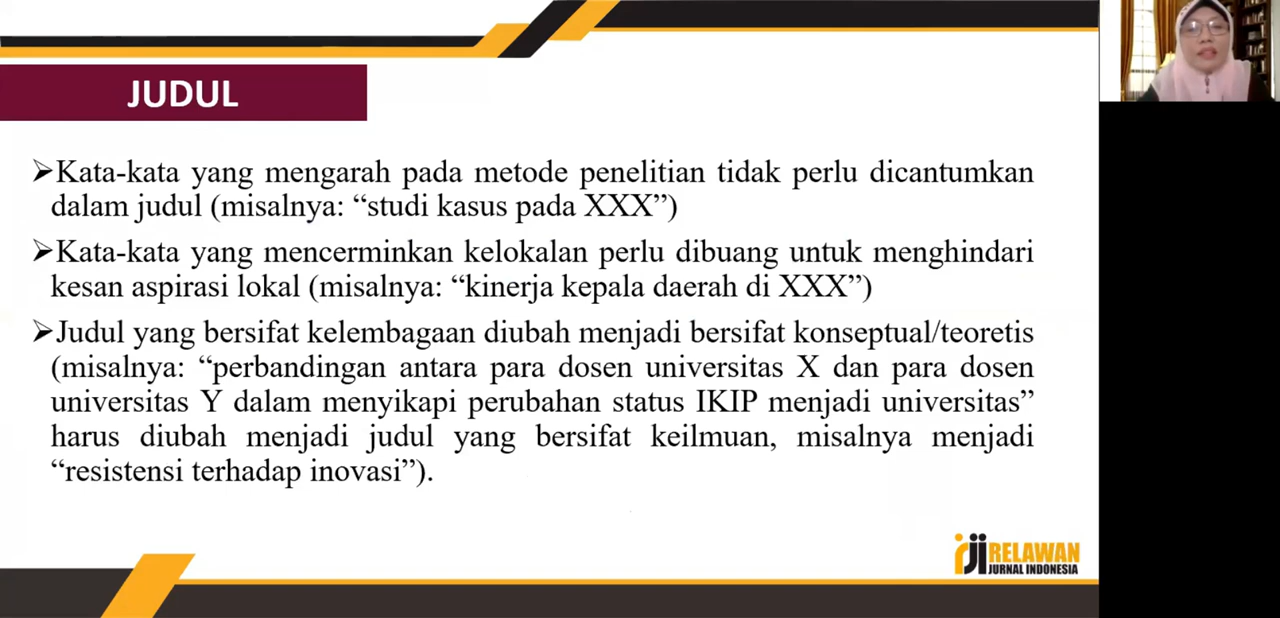 JUDUL
➢Kata-kata yang mengarah pada metode penelitian tidak perlu dicantumkan
dalam judul (misalnya: “studi kasus pada XXX”)
➢Kata-kata yang mencerminkan kelokalan perlu dibuang untuk menghindari
kesan aspirasi lokal (misalnya: “kinerja kepala daerah di XXX”)
➢Judul yang bersifat kelembagaan diubah menjadi bersifat konseptual/teoretis
(misalnya: “perbandingan antara para dosen universitas X dan para dosen
universitas Y dalam menyikapi perubahan status IKIP menjadi universitas”
harus diubah menjadi judul yang bersifat keilmuan, misalnya menjadi
“resistensi terhadap inovasi”).
rji RELAWAN
JURNAL INDONESIA